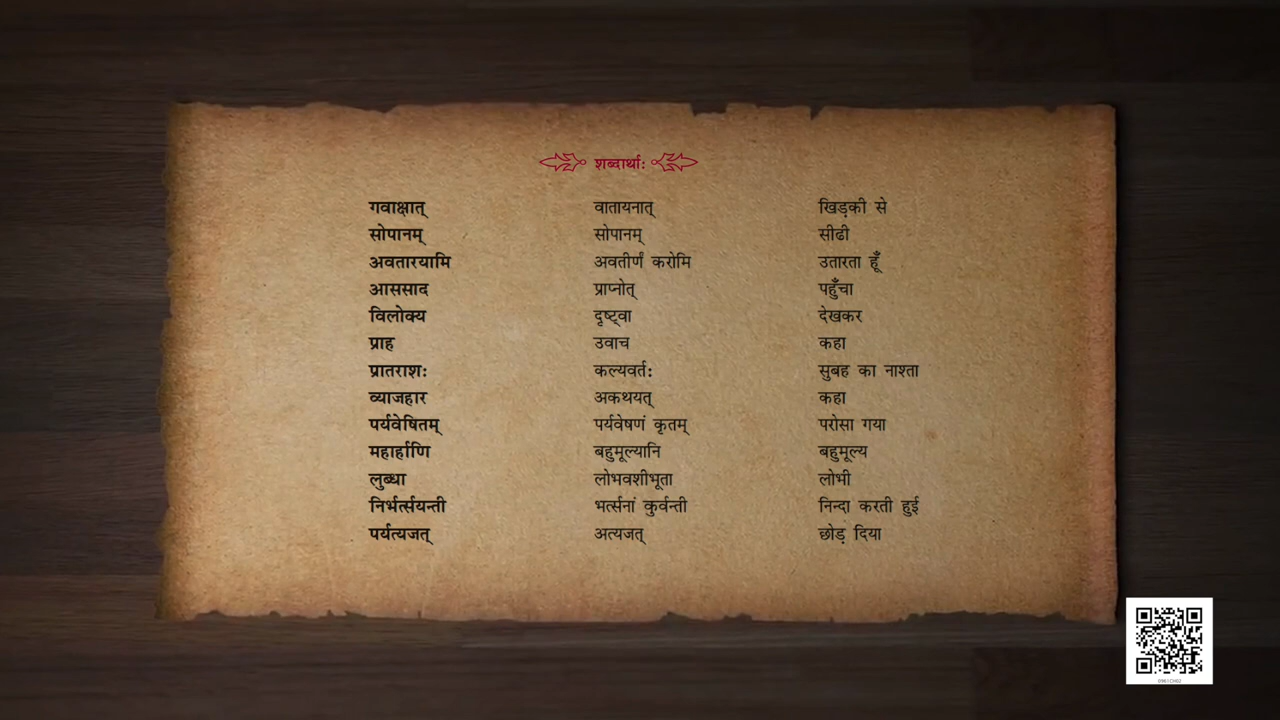 शब्दार्थाः
गवाक्षात् वातायनात् खिड़की से
सोपानम् सोपानम् सीढी
अवतारयामि अवतीर्णं करोमि उतारता हूँ
आससाद प्राप्नोत् पहुँचा
विलोक्य दृष्ट्वा देखकर
प्राह उवाच कहा
प्रातराशः कल्यवर्तः सुबह का नाश्ता
व्याजहार अकथयत् कहा
पर्यवेषितम् पर्यवेषणं कृतम् परोसा गया
महार्हाणि बहुमूल्यानि बहुमूल्य
लुब्धा लोभवशीभूता लोभी
निर्भर्त्सयन्ती भर्त्सनां कुर्वन्ती निन्दा करती हुई
पर्यत्यजत् अत्यजत् छोड़ दिया
0961CH02